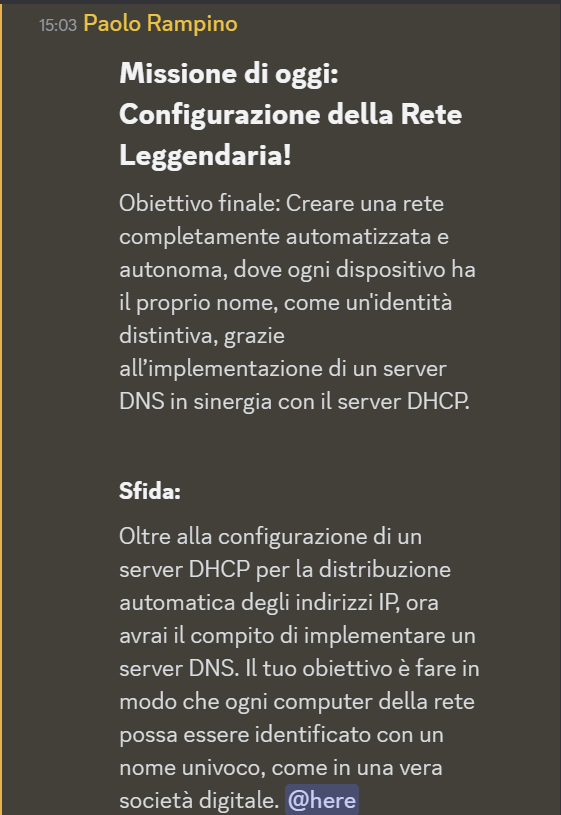 15:03 Paolo Rampino
Missione di oggi:
Configurazione della Rete
Leggendaria!
Obiettivo finale: Creare una rete
completamente automatizzata e
autonoma, dove ogni dispositivo ha
il proprio nome, come un'identità
distintiva, grazie
all’implementazione di un server
DNS in sinergia con il server DHCP.
Sfida:
Oltre alla configurazione di un
server DHCP per la distribuzione
automatica degli indirizzi IP, ora
avrai il compito di implementare un
server DNS. Il tuo obiettivo è fare in
modo che ogni computer della rete
possa essere identificato con un
nome univoco, come in una vera
società digitale. @here